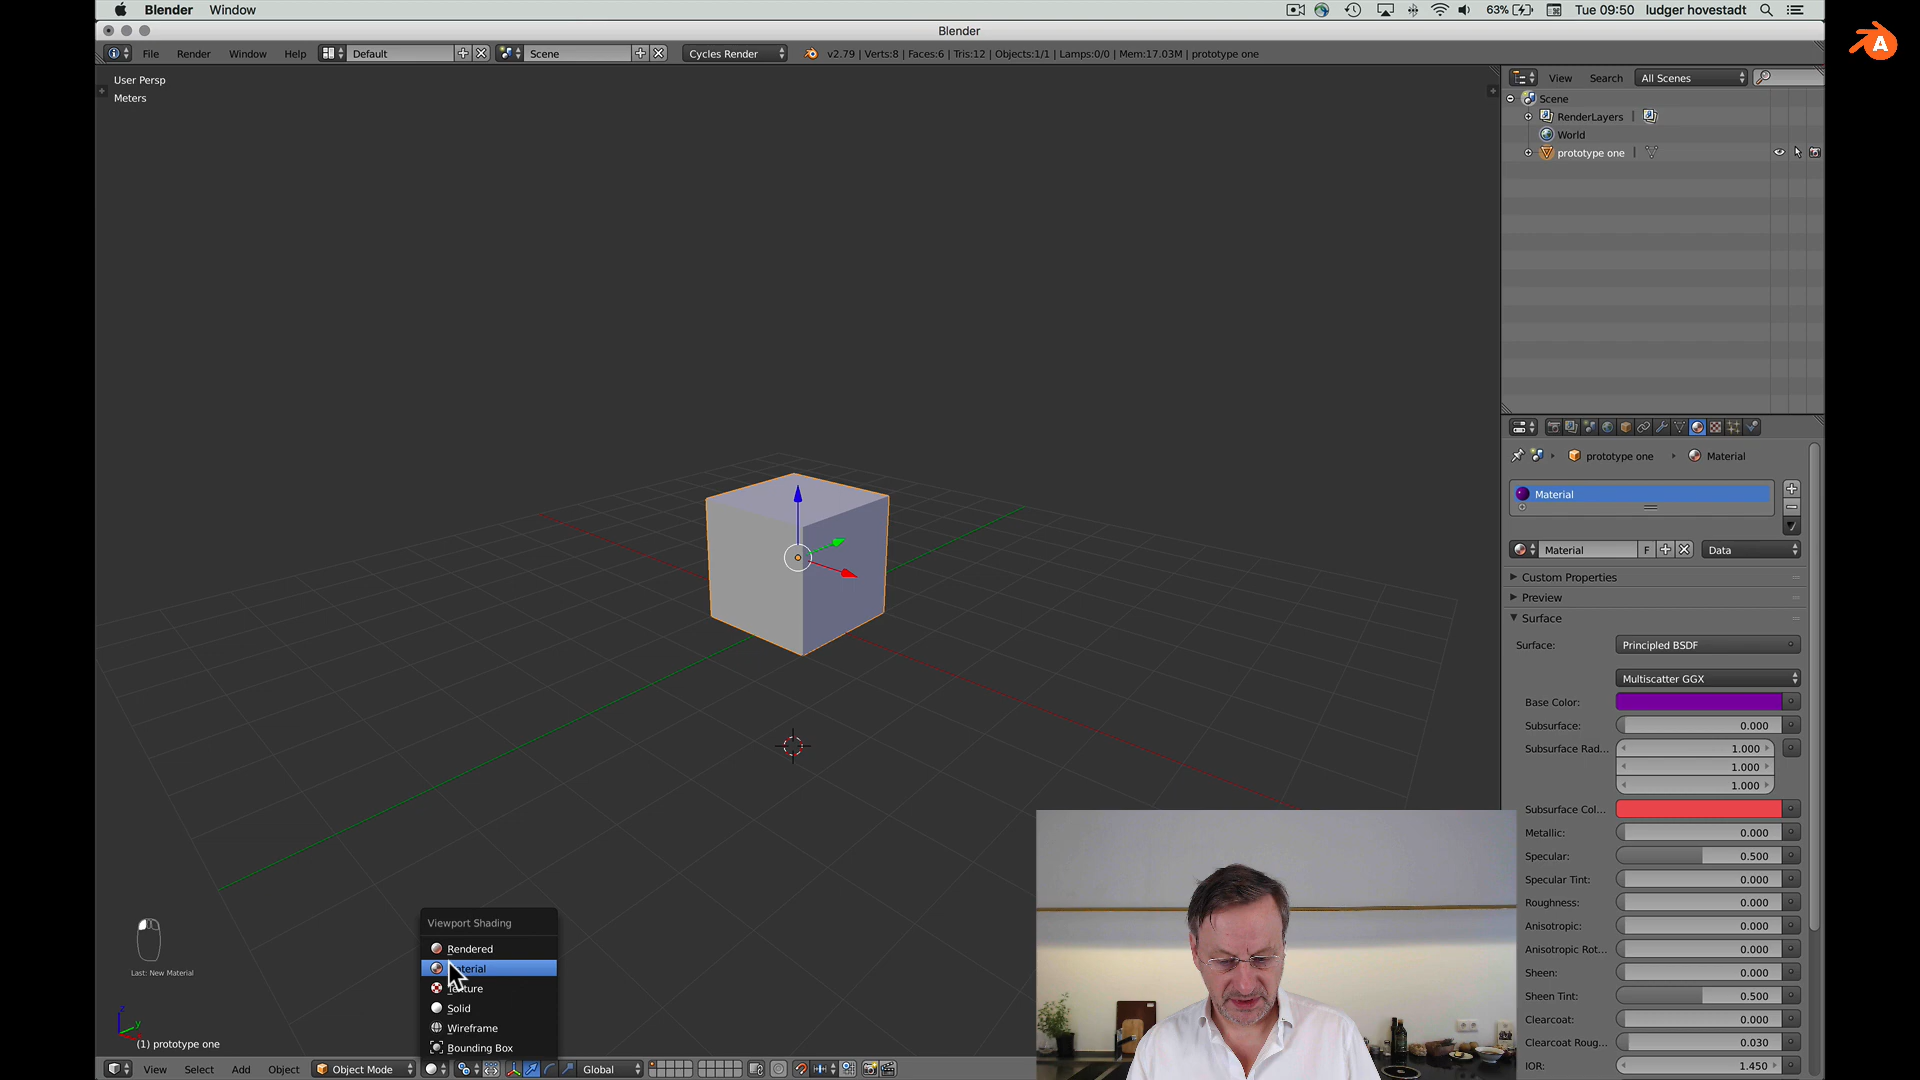 Blender Window 63% Tue 09:50 ludger hovestadt
Blender
File Render Window Help Default Scene Cycles Render v2.79 | Verts:8 | Faces:6 | Tris:12 | Objects:1/1 | Lamps:0/0 | Mem:17.03M | prototype one
User Persp
Meters
View Search All Scenes
Scene
RenderLayers
World
prototype one
prototype one Material
Material
Material F Data
Custom Properties
Preview
Surface
Surface: Principled BSDF
Multiscatter GGX
Base Color:
Subsurface: 0.000
Subsurface Rad... 1.000
1.000
1.000
Subsurface Col...
Metallic: 0.000
Specular: 0.500
Specular Tint: 0.000
Roughness: 0.000
Anisotropic: 0.000
Anisotropic Rot... 0.000
Sheen: 0.000
Sheen Tint: 0.500
Clearcoat: 0.000
Clearcoat Roug... 0.030
IOR: 1.450
Viewport Shading
Rendered
Solid
Wireframe
Bounding Box
Last: New Material
z
y
(1) prototype one
View Select Add Object Object Mode Global
A